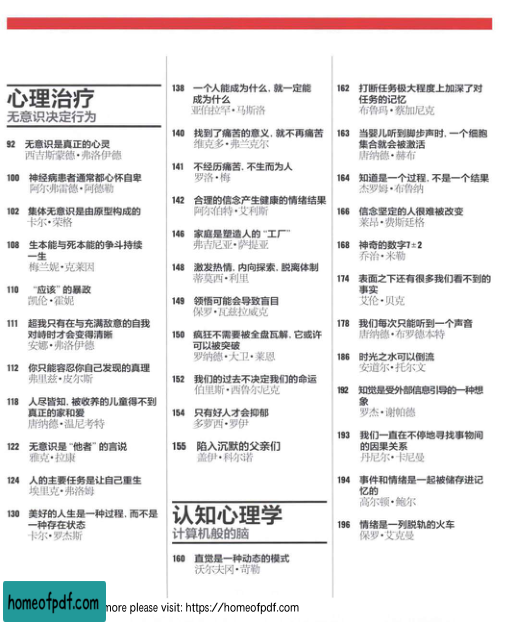 心理治疗
无意识决定行为
92 无意识是真正的心灵
西吉斯蒙德·弗洛伊德
100 神经病患者通常都心怀自卑
阿尔弗雷德·阿德勒
102 集体无意识是由原型构成的
卡尔·荣格
108 生本能与死本能的争斗持续
一生
梅兰妮·克莱因
110 “应该”的暴政
凯伦·霍妮
111 超我只有在与充满敌意的自我
对峙时才会变得清晰
安娜·弗洛伊德
112 你只能容忍你自己发现的真理
弗里兹·皮尔斯
118 人尽皆知，被收养的儿童得不到
真正的家和爱
唐纳德·温尼考特
122 无意识是“他者”的言说
雅克·拉康
124 人的主要任务是让自己重生
埃里克·弗洛姆
130 美好的人生是一种过程，而不是
一种存在状态
卡尔·罗杰斯
138 一个人能成为什么，就一定能
成为什么
亚伯拉罕·马斯洛
140 找到了痛苦的意义，就不再痛苦
维克多·弗兰克尔
141 不经历痛苦，不生而为人
罗洛·梅
142 合理的信念产生健康的情绪结果
阿尔伯特·艾利斯
146 家庭是塑造人的“工厂”
弗吉尼亚·萨提亚
148 激发热情，内向探索，脱离体制
蒂莫西·利里
149 领悟可能会导致盲目
保罗·瓦兹拉威克
150 疯狂不需要被全盘瓦解，它或许
可以被突破
罗纳德·大卫·莱恩
152 我们的过去不决定我们的命运
伯里斯·西鲁尔尼克
154 只有好人才会抑郁
多萝西·罗伊
155 陷入沉默的父亲们
盖伊·科尔诺
认知心理学
计算机般的脑
160 直觉是一种动态的模式
沃尔夫冈·苛勒
162 打断任务极大程度上加深了对
任务的记忆
布鲁玛·蔡加尼克
163 当婴儿听到脚步声时，一个细胞
集合就会被激活
唐纳德·赫布
164 知道是一个过程，不是一个结果
杰罗姆·布鲁纳
166 信念坚定的人很难被改变
莱昂·费斯廷格
168 神奇的数字7±2
乔治·米勒
174 表面之下还有很多我们看不到的
事实
艾伦·贝克
178 我们每次只能听到一个声音
唐纳德·布罗德本特
186 时光之水可以倒流
安道尔·托尔文
192 知觉是受外部信息引导的一种想
象
罗杰·谢帕德
193 我们一直在不停地寻找事物间
的因果关系
丹尼尔·卡尼曼
194 事件和情绪是一起被储存进记
忆的
高尔顿·鲍尔
196 情绪是一列脱轨的火车
保罗·艾克曼
homeofpdf.com
more please visit: https://homeofpdf.com